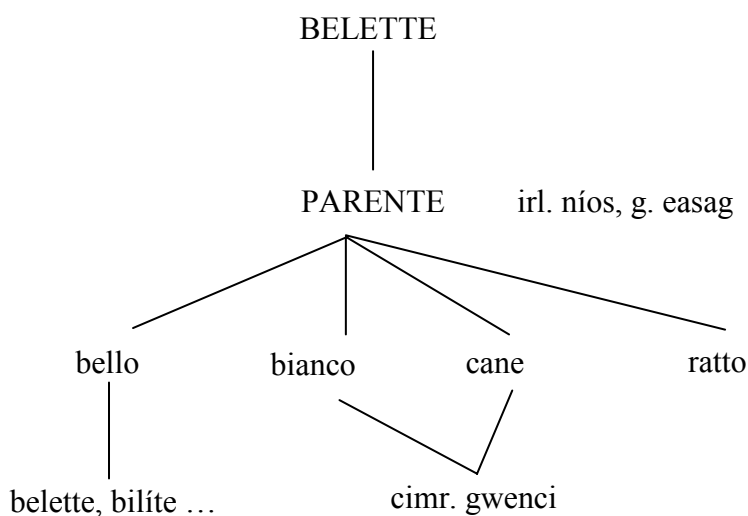 BELETTE
PARENTE irl. níos, g. easag
bello bianco cane ratto
belette, bilíte … cimr. gwenci